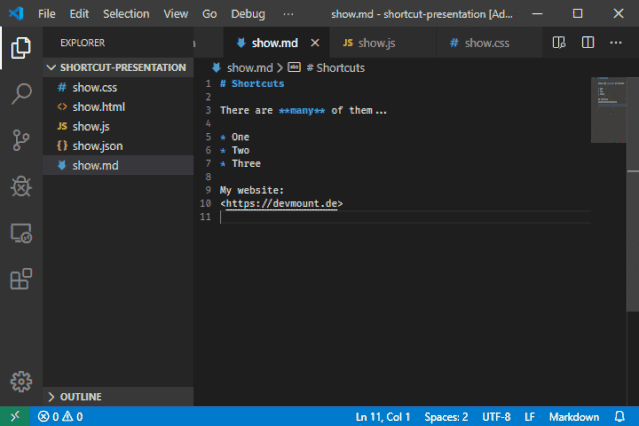 File Edit Selection View Go Debug ··· show.md - shortcut-presentation [Ad...
EXPLORER
SHORTCUT-PRESENTATION
# show.css
<> show.html
JS show.js
{} show.json
show.md
OUTLINE
show.md
JS show.js
# show.css
show.md > # Shortcuts
1 # Shortcuts
2
3 There are **many** of them...
4
5 * One
6 * Two
7 * Three
8
9 My website:
10 <https://devmount.de>
11
0 0 Ln 11, Col 1 Spaces: 2 UTF-8 LF Markdown